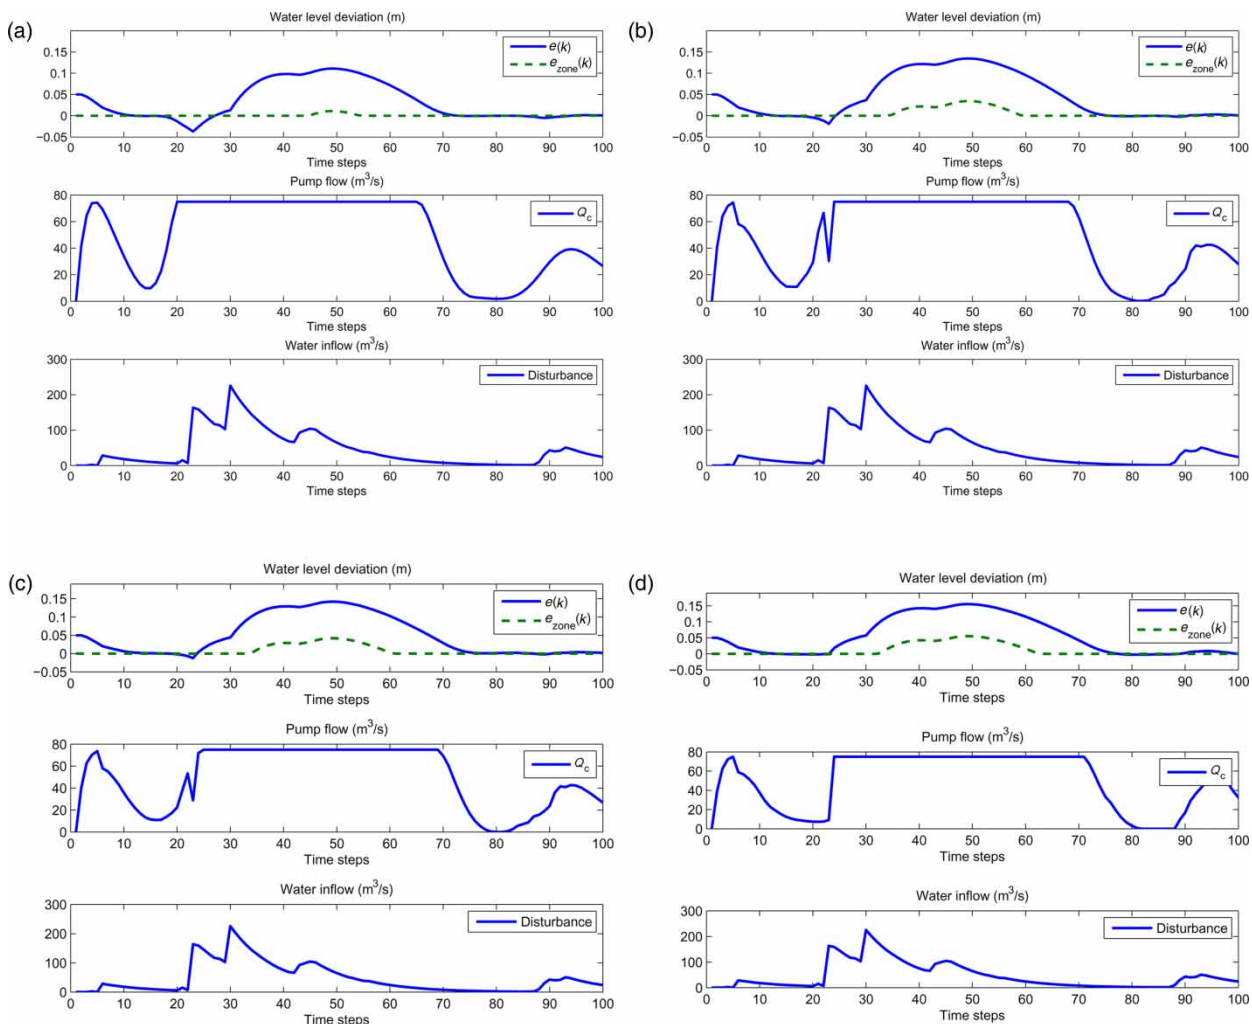 (a)
Water level deviation (m)
0.15
0.1
0.05
0
−0.05
e(k)
e_zone(k)
0 10 20 30 40 50 60 70 80 90 100
Time steps
Pump flow (m³/s)
80
60
40
20
0
Q_c
0 10 20 30 40 50 60 70 80 90 100
Time steps
Water inflow (m³/s)
300
200
100
0
Disturbance
0 10 20 30 40 50 60 70 80 90 100
Time steps
(b)
Water level deviation (m)
0.15
0.1
0.05
0
−0.05
e(k)
e_zone(k)
0 10 20 30 40 50 60 70 80 90 100
Time steps
Pump flow (m³/s)
80
60
40
20
0
Q_c
0 10 20 30 40 50 60 70 80 90 100
Time steps
Water inflow (m³/s)
300
200
100
0
Disturbance
0 10 20 30 40 50 60 70 80 90 100
Time steps
(c)
Water level deviation (m)
0.15
0.1
0.05
0
−0.05
e(k)
e_zone(k)
0 10 20 30 40 50 60 70 80 90 100
Time steps
Pump flow (m³/s)
80
60
40
20
0
Q_c
0 10 20 30 40 50 60 70 80 90 100
Time steps
Water inflow (m³/s)
300
200
100
0
Disturbance
0 10 20 30 40 50 60 70 80 90 100
Time steps
(d)
Water level deviation (m)
0.15
0.1
0.05
0
−0.05
e(k)
e_zone(k)
0 10 20 30 40 50 60 70 80 90 100
Time steps
Pump flow (m³/s)
80
60
40
20
0
Q_c
0 10 20 30 40 50 60 70 80 90 100
Time steps
Water inflow (m³/s)
300
200
100
0
Disturbance
0 10 20 30 40 50 60 70 80 90 100
Time steps